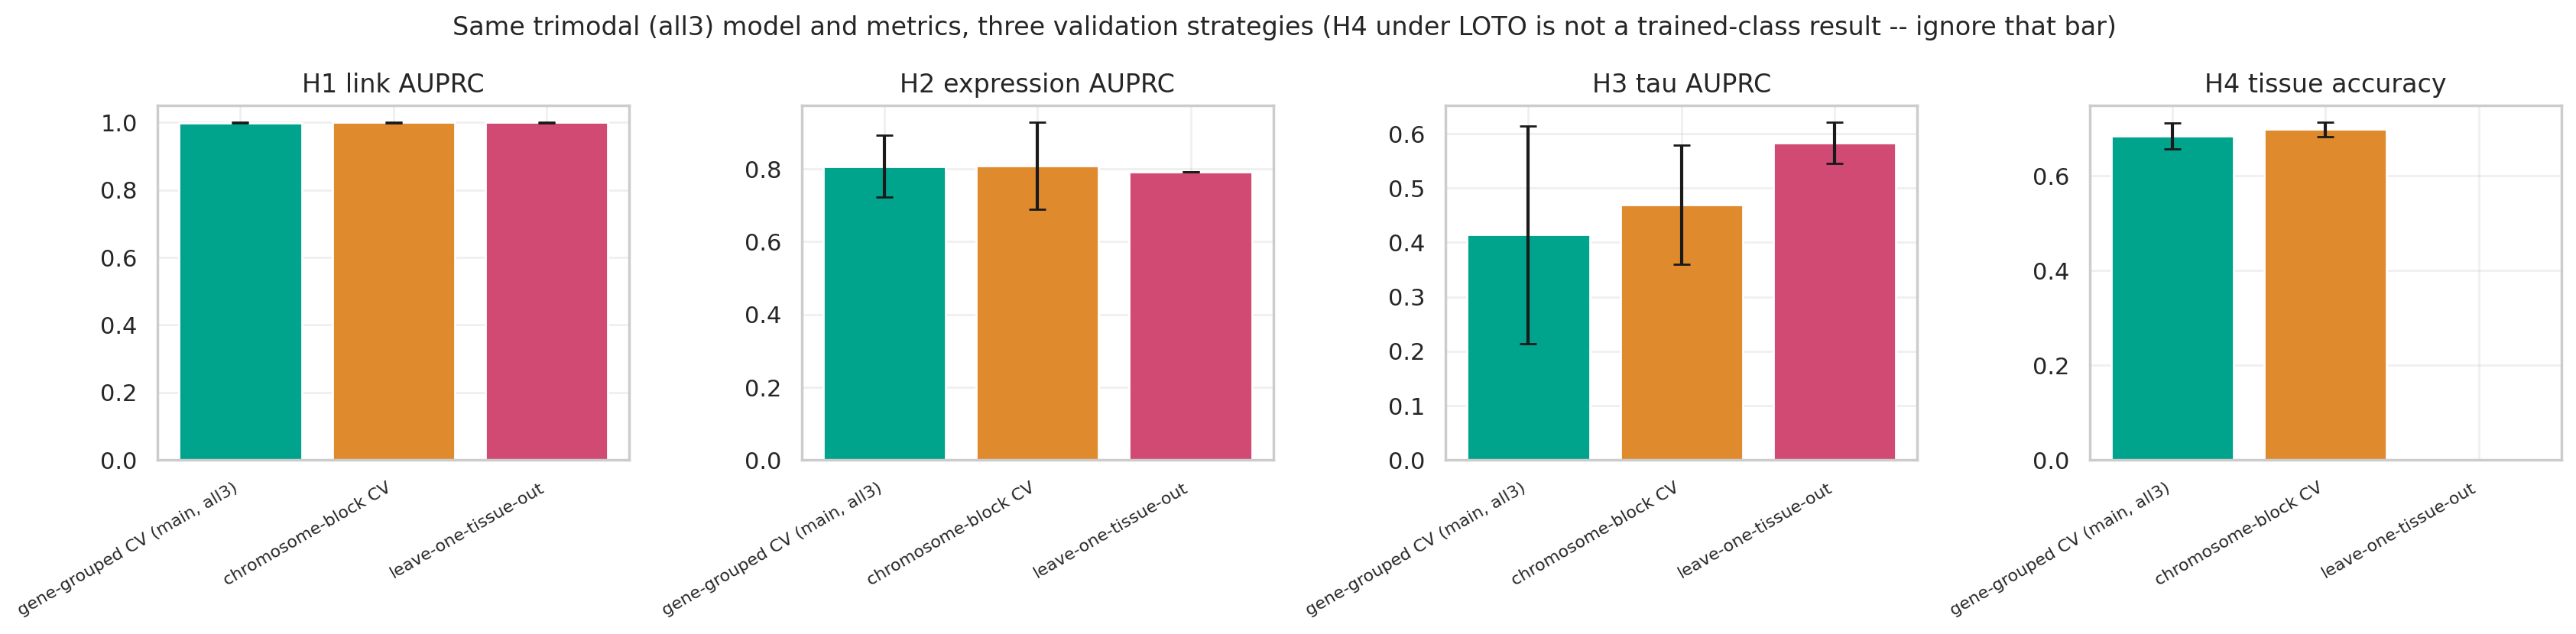 Same trimodal (all3) model and metrics, three validation strategies (H4 under LOTO is not a trained-class result -- ignore that bar)
H1 link AUPRC
1.0
0.8
0.6
0.4
0.2
0.0
gene-grouped CV (main, all3)
chromosome-block CV
leave-one-tissue-out
H2 expression AUPRC
0.8
0.6
0.4
0.2
0.0
gene-grouped CV (main, all3)
chromosome-block CV
leave-one-tissue-out
H3 tau AUPRC
0.6
0.5
0.4
0.3
0.2
0.1
0.0
gene-grouped CV (main, all3)
chromosome-block CV
leave-one-tissue-out
H4 tissue accuracy
0.6
0.4
0.2
0.0
gene-grouped CV (main, all3)
chromosome-block CV
leave-one-tissue-out